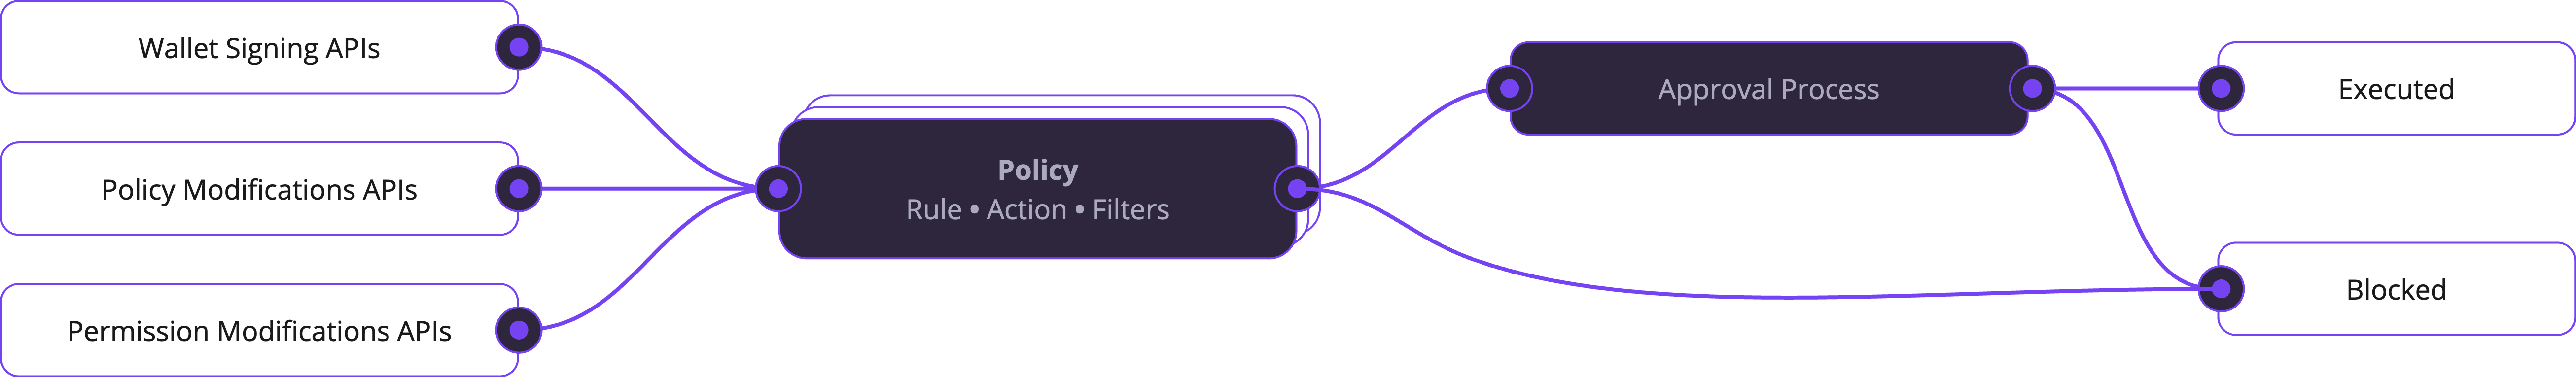 Wallet Signing APIs
Policy Modifications APIs
Permission Modifications APIs
Policy
Rule • Action • Filters
Approval Process
Executed
Blocked